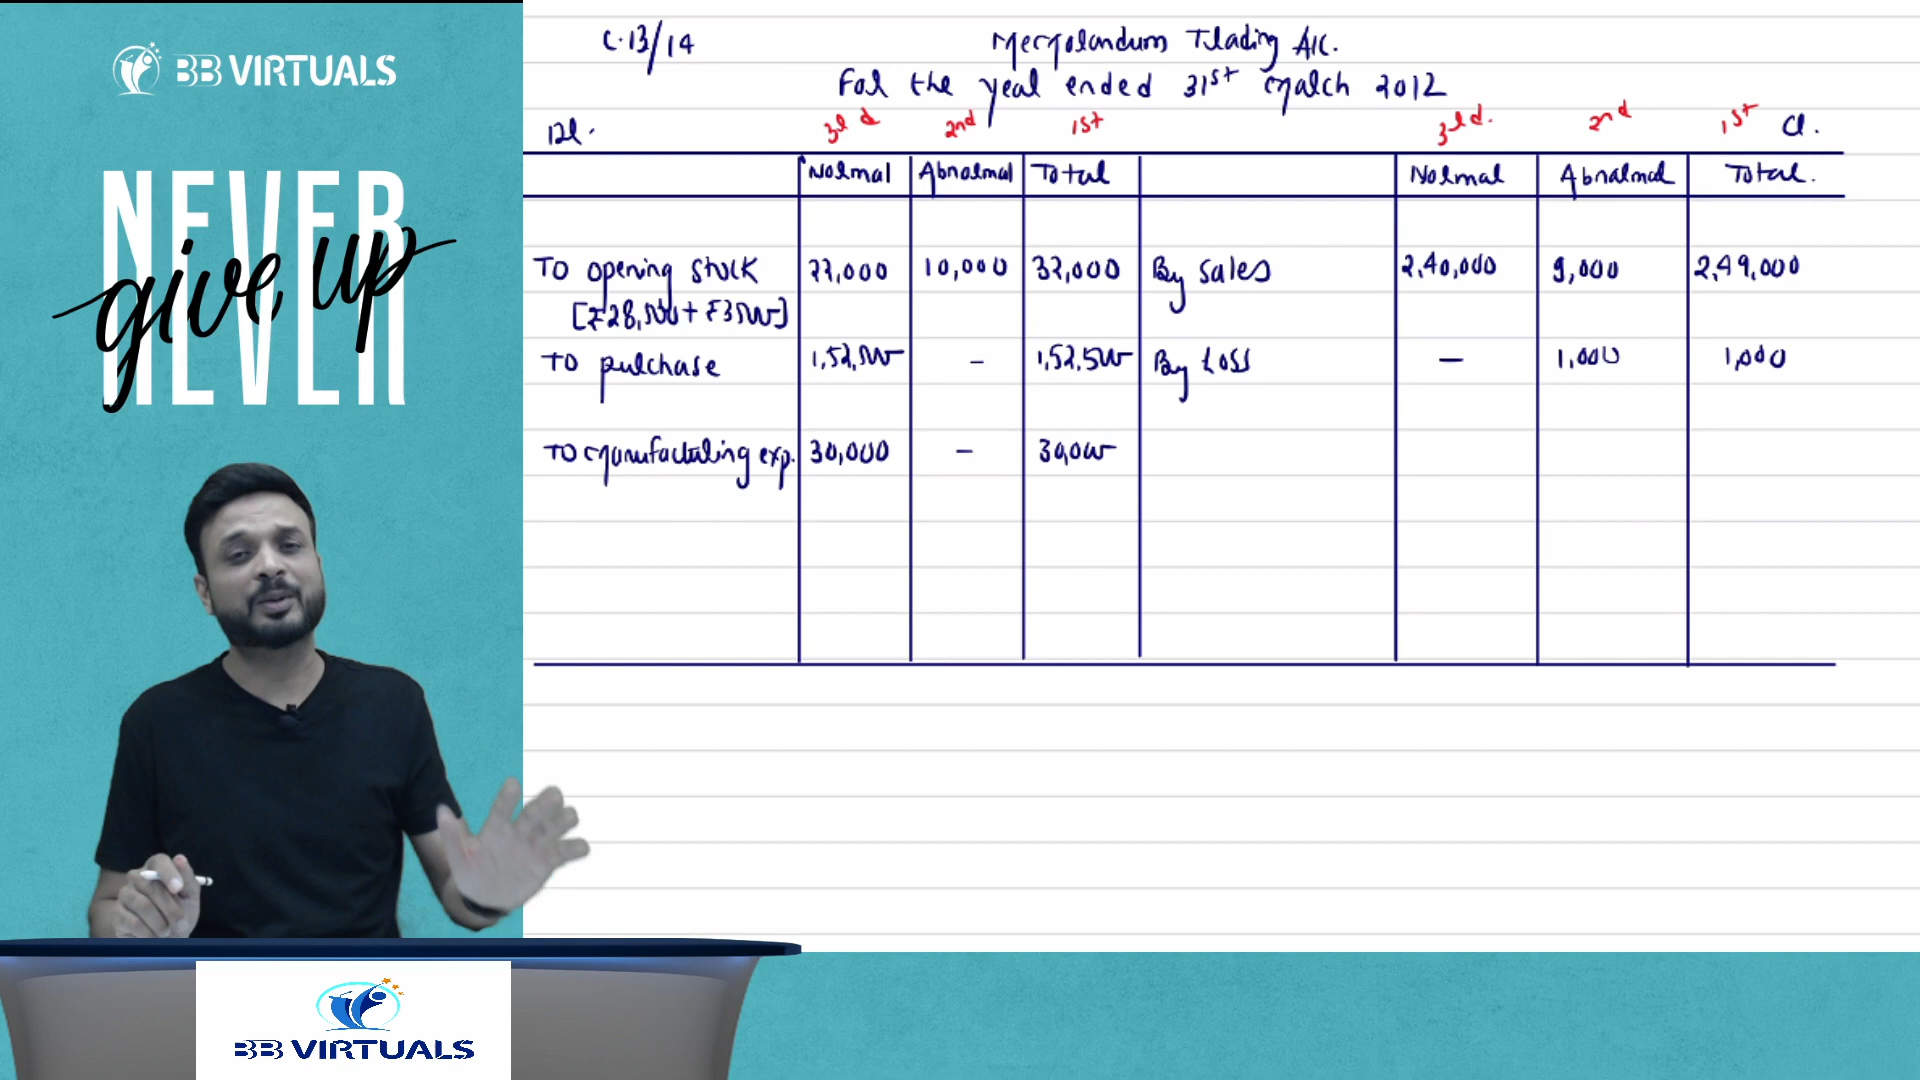 BB VIRTUALS
NEVER
give up
NEVER
C.13/14
Memorandum Trading A/c.
For the year ended 31st March 2012
Dr.
3rd 2nd 1st 3rd. 2nd 1st
Cr.
Normal Abnormal Total Normal Abnormal Total.
To opening stock 22,000 10,000 32,000 By Sales 2,40,000 9,000 2,49,000
[₹28,500 + ₹3500]
To purchase 1,52,500 - 1,52,500 By Loss - 1,000 1,000
To Manufacturing exp. 30,000 - 30,000
BB VIRTUALS